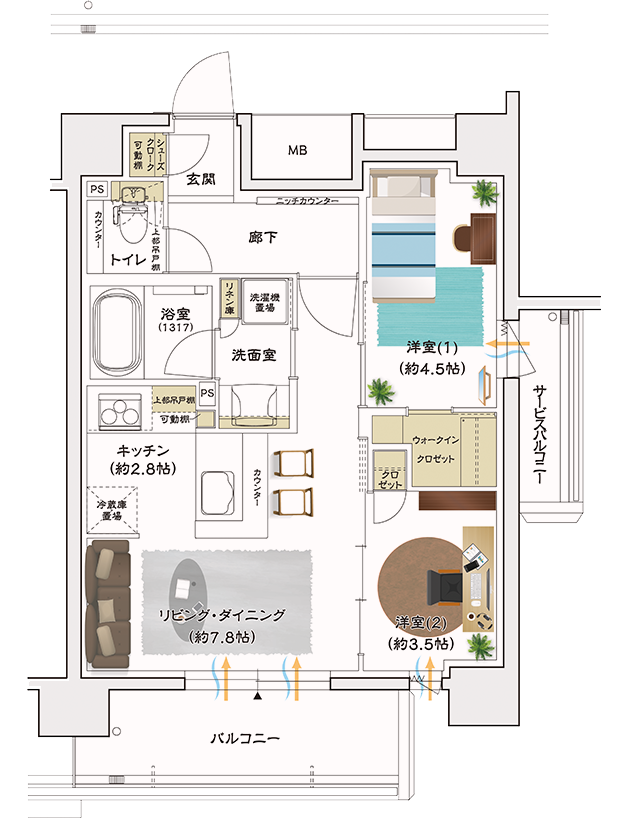 MB
シューズ
クローク
可動棚
玄関
PS
ニッチカウンター
カウンター
トイレ
上部吊戸棚
廊下
リネン庫
洗濯機
置場
浴室
(1317)
洗面室
洋室(1)
(約4.5帖)
サービスバルコニー
上部吊戸棚
可動棚
PS
ウォークイン
クロゼット
クロ
ゼット
キッチン
(約2.8帖)
カウンター
冷蔵庫
置場
リビング・ダイニング
(約7.8帖)
洋室(2)
(約3.5帖)
バルコニー